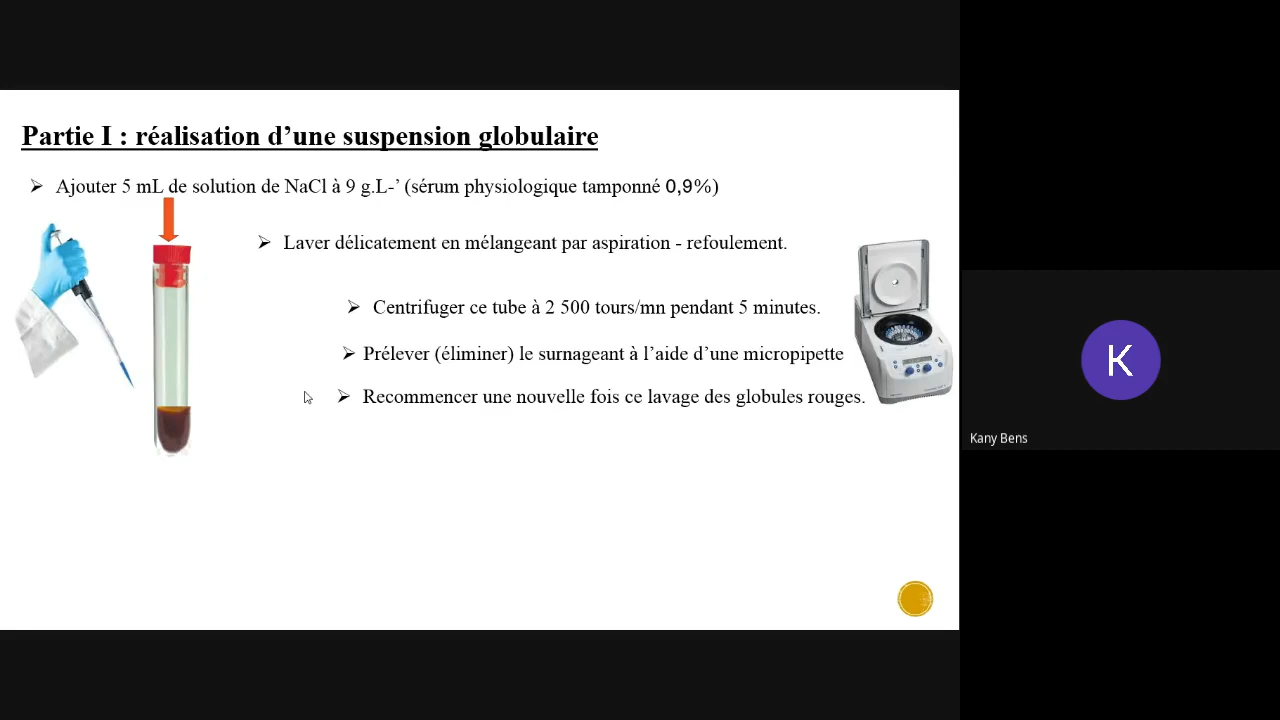 Partie I : réalisation d’une suspension globulaire
➢ Ajouter 5 mL de solution de NaCl à 9 g.L-’ (sérum physiologique tamponné 0,9%)
➢ Laver délicatement en mélangeant par aspiration - refoulement.
➢ Centrifuger ce tube à 2 500 tours/mn pendant 5 minutes.
➢ Prélever (éliminer) le surnageant à l’aide d’une micropipette
➢ Recommencer une nouvelle fois ce lavage des globules rouges.
K
Kany Bens